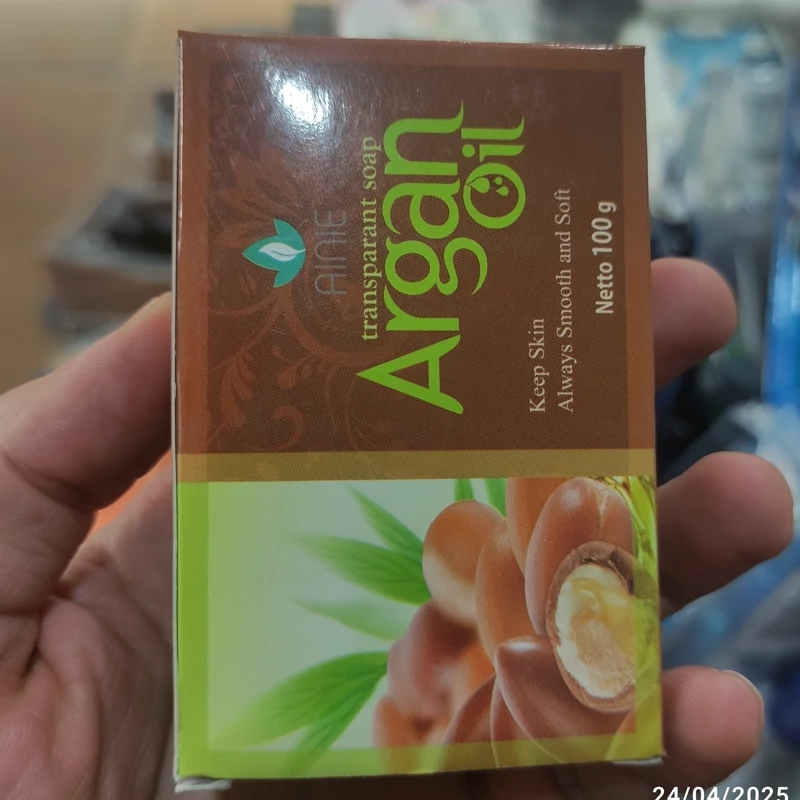 AINIE
transparant soap
Argan
Oil
Keep Skin
Always Smooth and Soft
Netto 100 g
24/04/2025